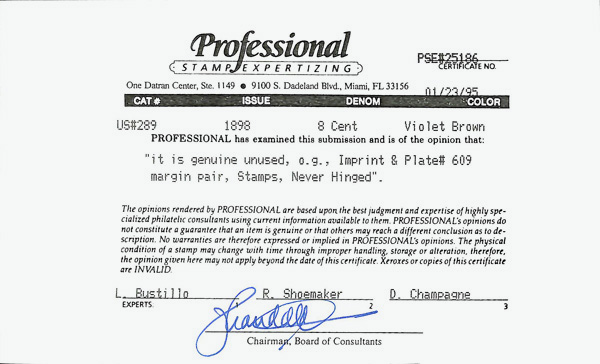 Professional
STAMP EXPERTIZING
PSE#25186
CERTIFICATE NO.
One Datran Center, Ste. 1149 ● 9100 S. Dadeland Blvd., Miami, FL 33156
01/23/95
CAT # ISSUE DENOM COLOR
US#289 1898 8 Cent Violet Brown
PROFESSIONAL has examined this submission and is of the opinion that:
"it is genuine unused, o.g., Imprint & Plate# 609
margin pair, Stamps, Never Hinged".
The opinions rendered by PROFESSIONAL are based upon the best judgment and expertise of highly spe-
cialized philatelic consultants using current information available to them. PROFESSIONAL's opinions do
not constitute a guarantee that an item is genuine or that others may reach a different conclusion as to de-
scription. No warranties are therefore expressed or implied in PROFESSIONAL's opinions. The physical
condition of a stamp may change with time through improper handling, storage or alteration, therefore,
the opinion given here may not apply beyond the date of this certificate. Xeroxes or copies of this certificate
are INVALID.
L. Bustillo R. Shoemaker D. Champagne
EXPERTS. 2 3
Chairman, Board of Consultants